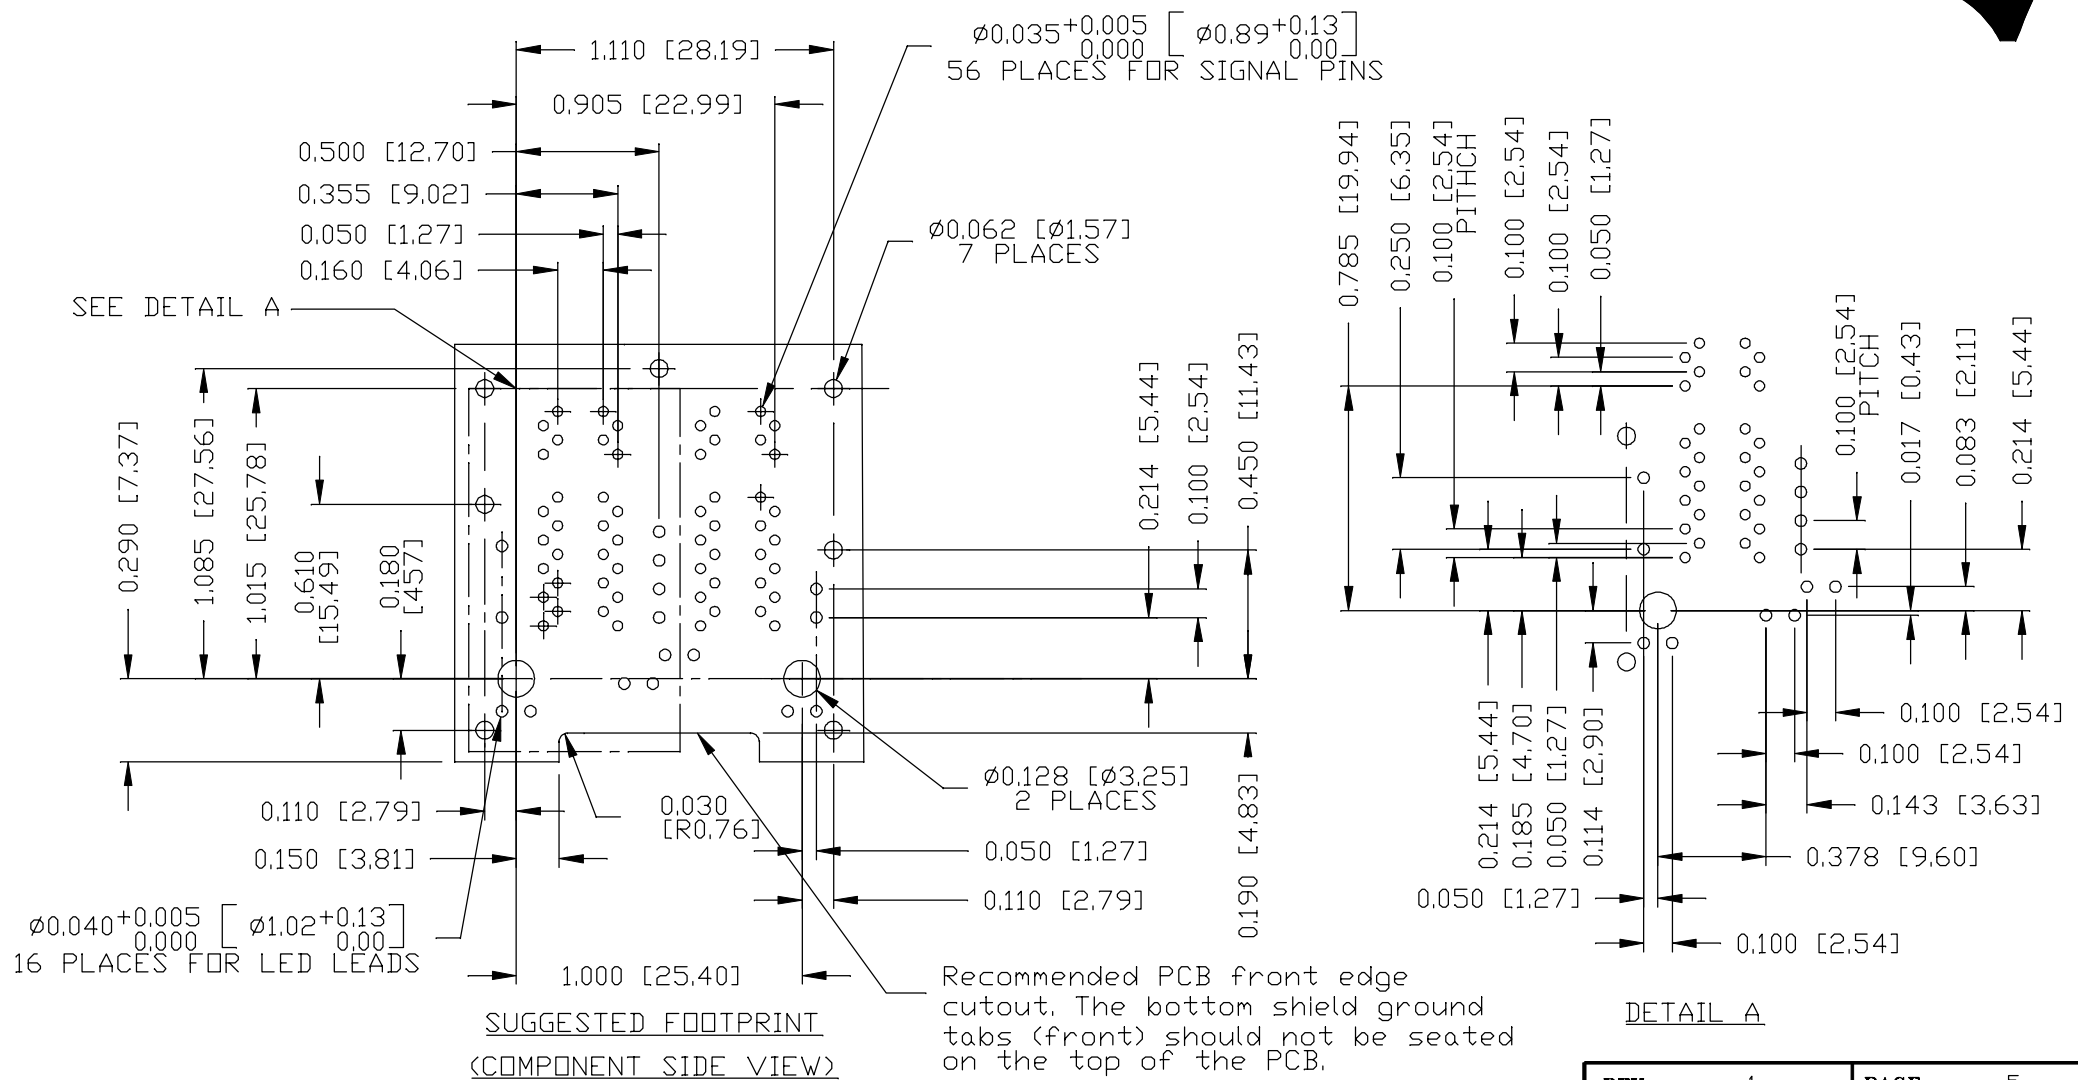 1.110 [28.19]
Ø0.035+0.005 0.000 [Ø0.89+0.13 0.00]
56 PLACES FOR SIGNAL PINS
0.905 [22.99]
0.500 [12.70]
0.355 [9.02]
0.050 [1.27]
0.160 [4.06]
SEE DETAIL A
Ø0.062 [Ø1.57]
7 PLACES
0.290 [7.37]
1.085 [27.56]
1.015 [25.78]
0.610
[15.49]
0.180
[457]
0.214 [5.44]
0.100 [2.54]
0.450 [11.43]
0.110 [2.79]
0.150 [3.81]
0.030
[R0.76]
Ø0.128 [Ø3.25]
2 PLACES
0.050 [1.27]
0.110 [2.79]
0.190 [4.83]
Ø0.040+0.005 0.000 [Ø1.02+0.13 0.00]
16 PLACES FOR LED LEADS
1.000 [25.40]
SUGGESTED FOOTPRINT
(COMPONENT SIDE VIEW)
Recommended PCB front edge
cutout. The bottom shield ground
tabs (front) should not be seated
on the top of the PCB.
0.785 [19.94]
0.250 [6.35]
0.100 [2.54]
PITHCH
0.100 [2.54]
0.100 [2.54]
0.050 [1.27]
0.100 [2.54]
PITCH
0.017 [0.43]
0.083 [2.11]
0.214 [5.44]
0.214 [5.44]
0.185 [4.70]
0.050 [1.27]
0.114 [2.90]
0.100 [2.54]
0.100 [2.54]
0.143 [3.63]
0.378 [9.60]
0.050 [1.27]
0.100 [2.54]
DETAIL A